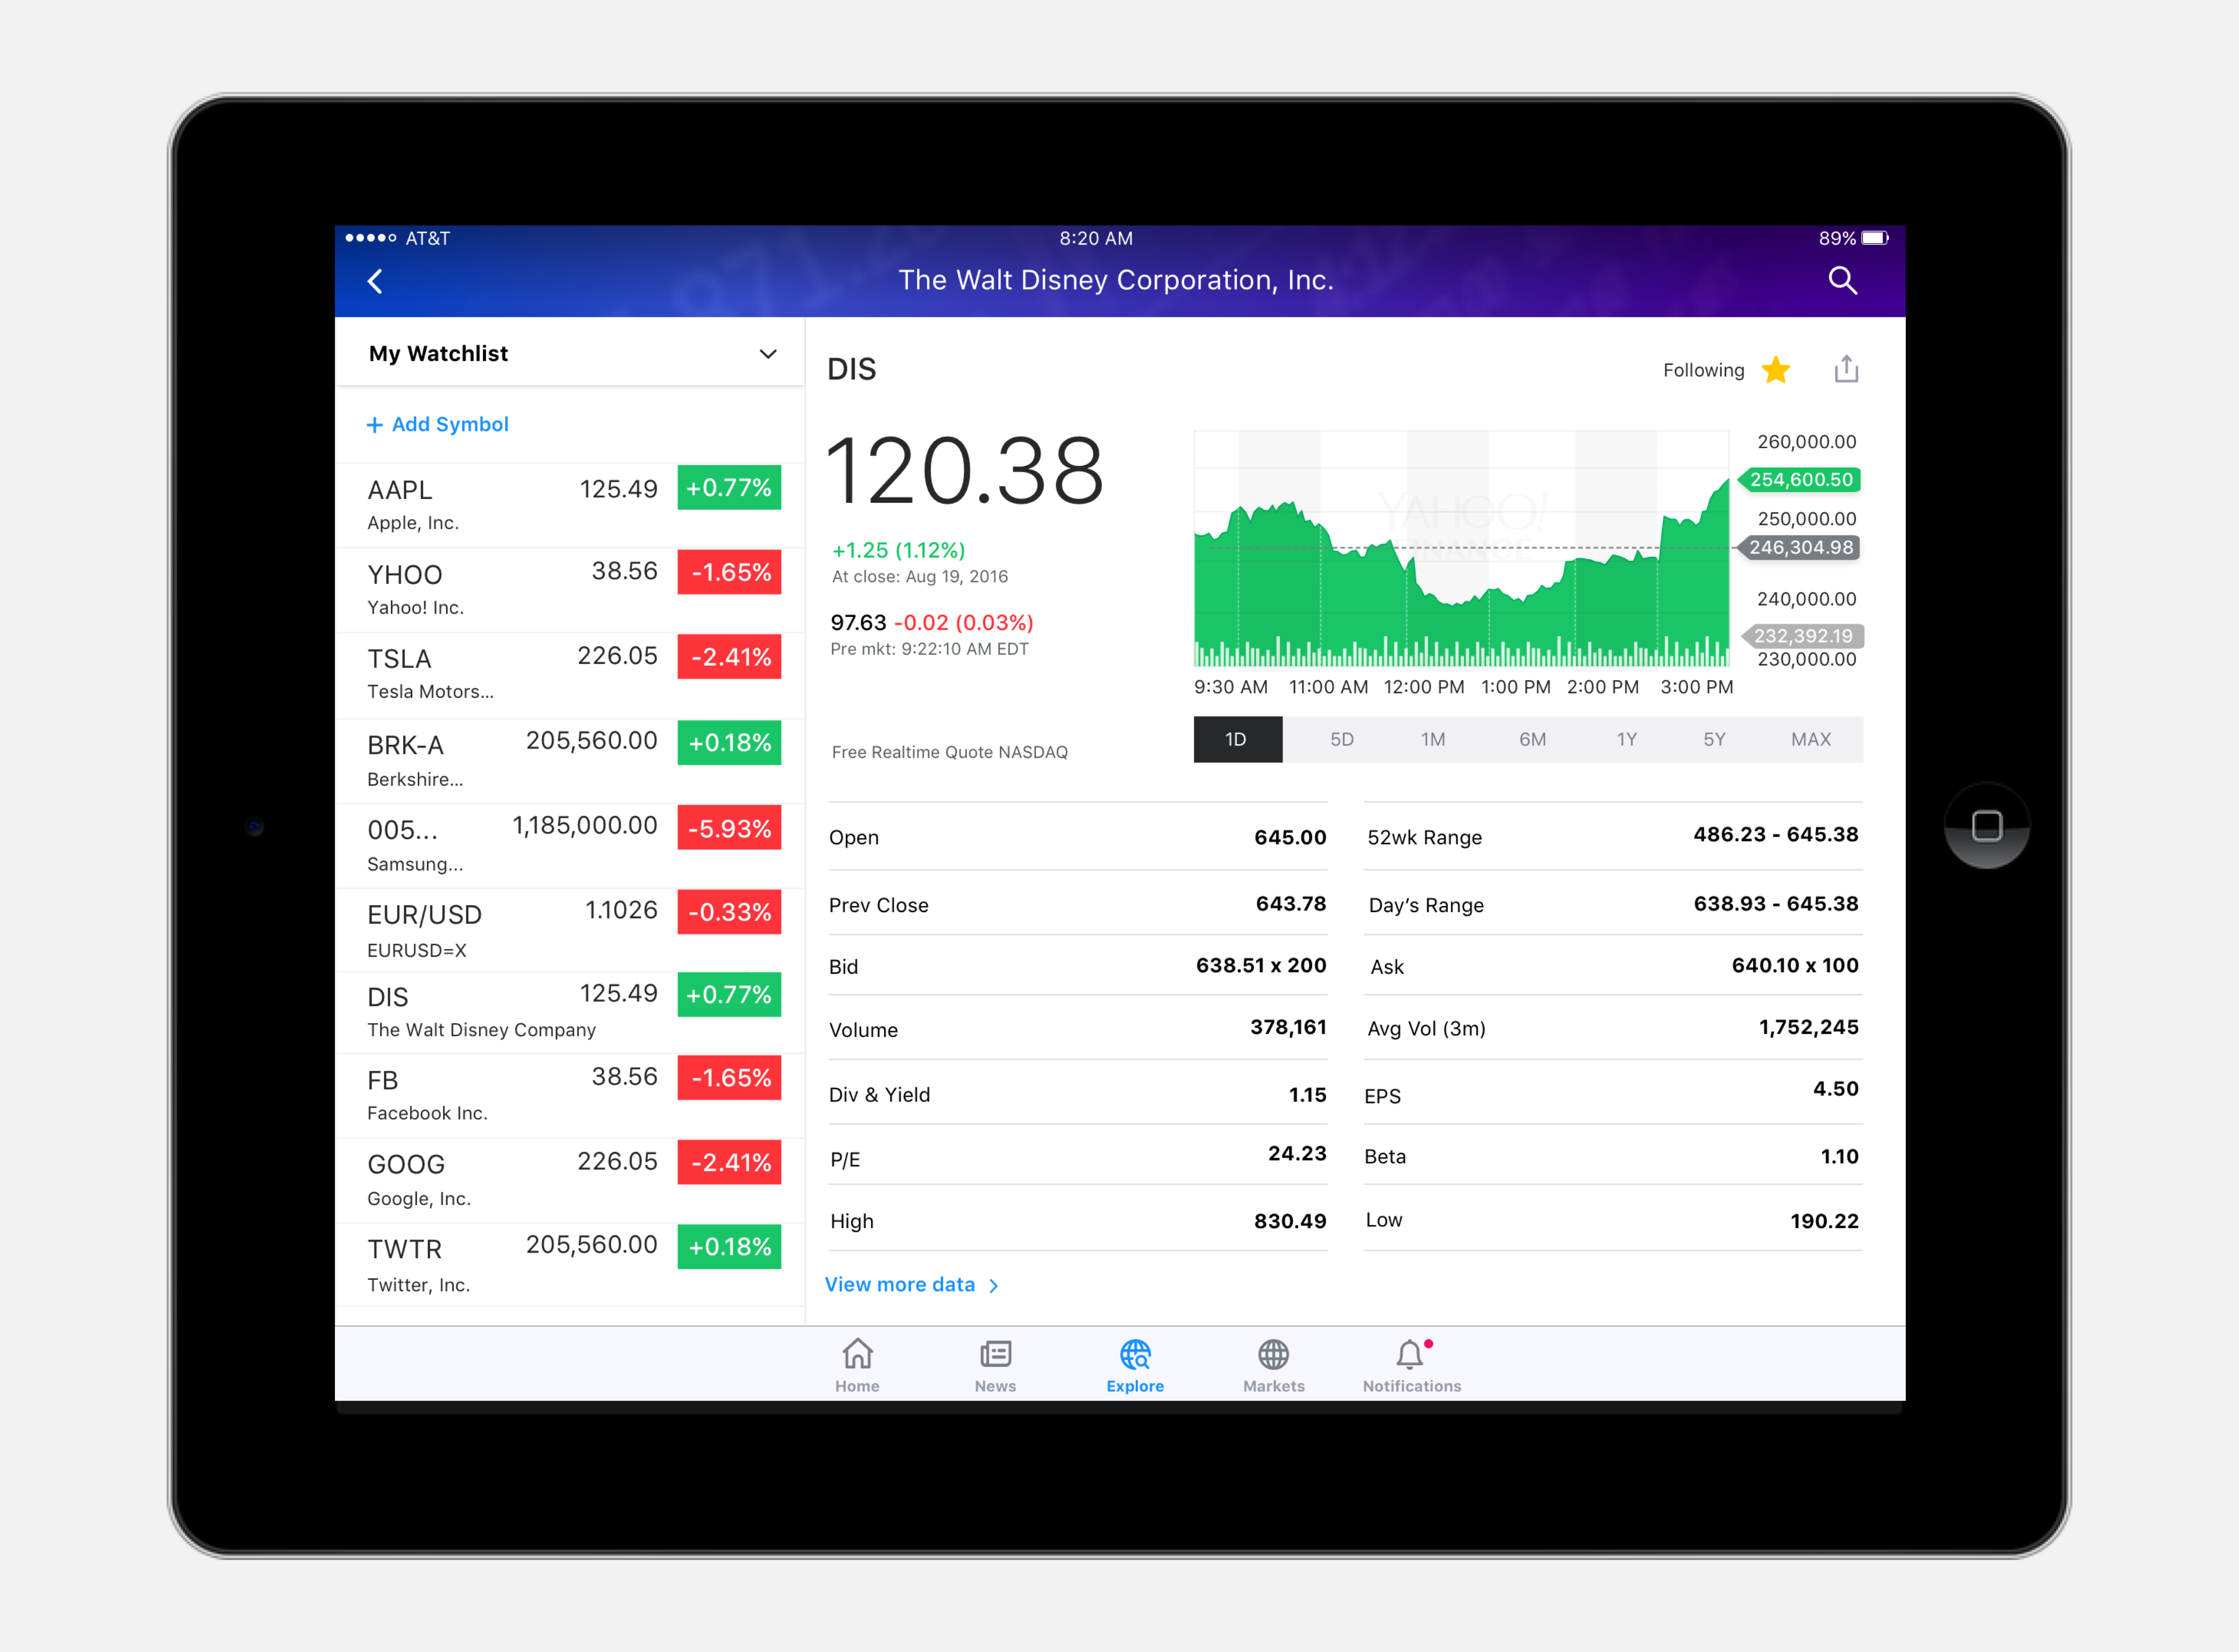 AT&T
8:20 AM
89%
The Walt Disney Corporation, Inc.
My Watchlist
+ Add Symbol
AAPL 125.49 +0.77%
Apple, Inc.
YHOO 38.56 -1.65%
Yahoo! Inc.
TSLA 226.05 -2.41%
Tesla Motors...
BRK-A 205,560.00 +0.18%
Berkshire...
005... 1,185,000.00 -5.93%
Samsung...
EUR/USD 1.1026 -0.33%
EURUSD=X
DIS 125.49 +0.77%
The Walt Disney Company
FB 38.56 -1.65%
Facebook Inc.
GOOG 226.05 -2.41%
Google, Inc.
TWTR 205,560.00 +0.18%
Twitter, Inc.
DIS
Following
120.38
+1.25 (1.12%)
At close: Aug 19, 2016
97.63 -0.02 (0.03%)
Pre mkt: 9:22:10 AM EDT
Free Realtime Quote NASDAQ
YAHOO!
FINANCE
260,000.00
254,600.50
250,000.00
246,304.98
240,000.00
232,392.19
230,000.00
9:30 AM 11:00 AM 12:00 PM 1:00 PM 2:00 PM 3:00 PM
1D 5D 1M 6M 1Y 5Y MAX
Open 645.00
52wk Range 486.23 - 645.38
Prev Close 643.78
Day’s Range 638.93 - 645.38
Bid 638.51 x 200
Ask 640.10 x 100
Volume 378,161
Avg Vol (3m) 1,752,245
Div & Yield 1.15
EPS 4.50
P/E 24.23
Beta 1.10
High 830.49
Low 190.22
View more data
Home News Explore Markets Notifications